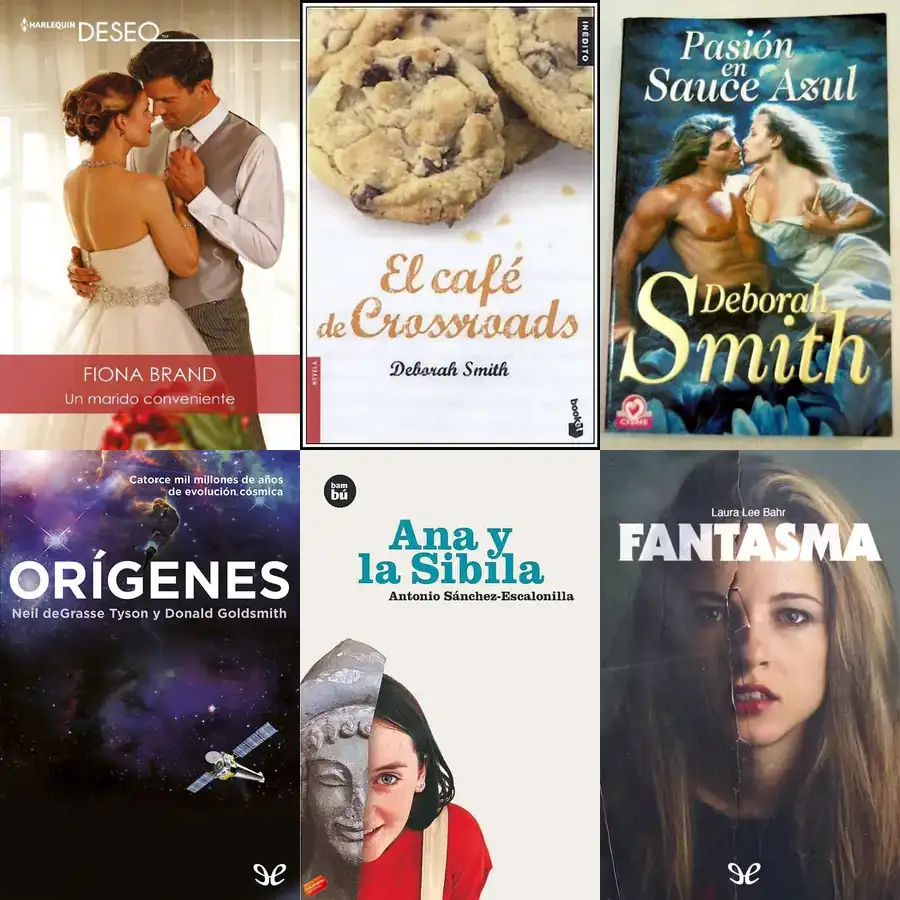 HARLEQUIN
DESEO
FIONA BRAND
Un marido conveniente
INÉDITO
El café
de Crossroads
Deborah Smith
NOVELA
booket
Pasión
en
Sauce Azul
Deborah
Smith
CISNE
Catorce mil millones de años
de evolución cósmica
ORÍGENES
Neil deGrasse Tyson y Donald Goldsmith
bam
bú
Ana y
la Sibila
Antonio Sánchez-Escalonilla
Laura Lee Bahr
FANTASMA